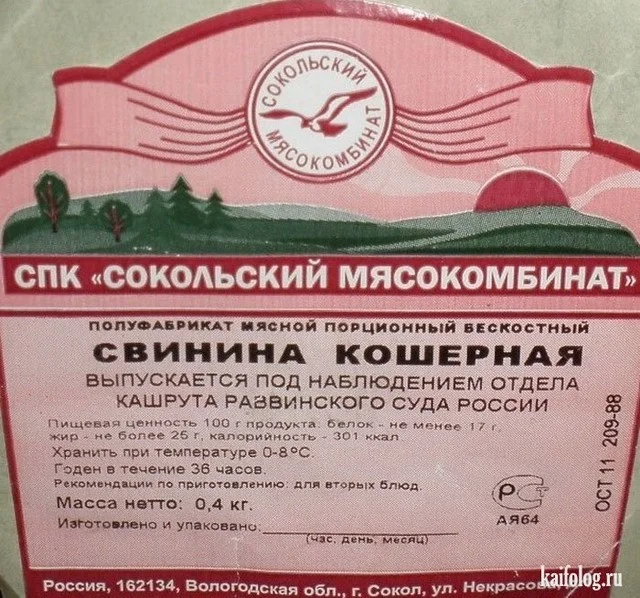 СОКОЛЬСКИЙ
МЯСОКОМБИНАТ
СПК «СОКОЛЬСКИЙ МЯСОКОМБИНАТ»
ПОЛУФАБРИКАТ МЯСНОЙ ПОРЦИОННЫЙ БЕСКОСТНЫЙ
СВИНИНА КОШЕРНАЯ
ВЫПУСКАЕТСЯ ПОД НАБЛЮДЕНИЕМ ОТДЕЛА
КАШРУТА РАВВИНСКОГО СУДА РОССИИ
Пищевая ценность 100 г продукта: белок - не менее 17 г,
жир - не более 25 г, калорийность - 301 ккал.
Хранить при температуре 0-8°С.
Годен в течение 36 часов.
Рекомендации по приготовлению: для вторых блюд.
Масса нетто: 0,4 кг.
Изготовлено и упаковано:
(час, день, месяц)
РСТ
АЯ64
ОСТ 11 209-88
Россия, 162134, Вологодская обл., г. Сокол, ул. Некрасова,
kaifolog.ru